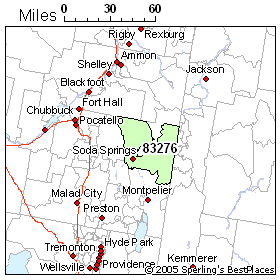 Miles 0 30 60
Rigby Rexburg
Ammon
Shelley
Jackson
Blackfoot
Fort Hall
Chubbuck
Pocatello
Soda Springs 83276
Montpelier
Malad City
Preston
Hyde Park
Tremonton
Kemmerer
Wellsville Providence
©2005 Sperling's BestPlaces